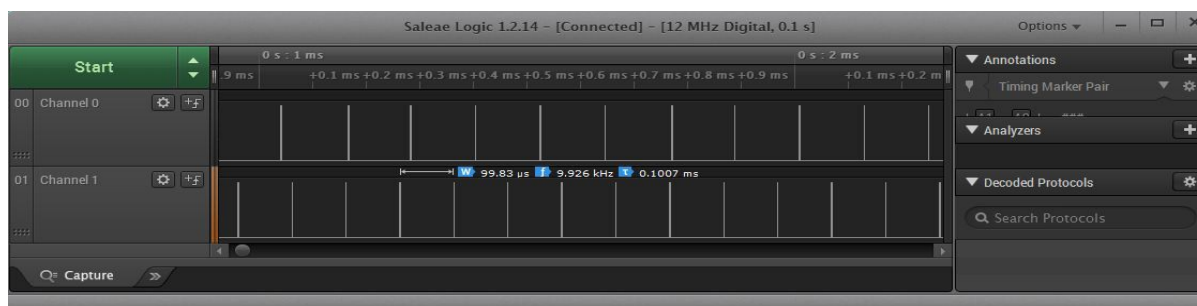 Saleae Logic 1.2.14 - [Connected] - [12 MHz Digital, 0.1 s]
Options
Start
0 s : 1 ms
0 s : 2 ms
.9 ms
+0.1 ms +0.2 ms +0.3 ms +0.4 ms +0.5 ms +0.6 ms +0.7 ms +0.8 ms +0.9 ms
+0.1 ms +0.2 m
Annotations
Timing Marker Pair
00 Channel 0
Analyzers
01 Channel 1
W 99.83 µs f 9.926 kHz τ 0.1007 ms
Decoded Protocols
Search Protocols
Capture